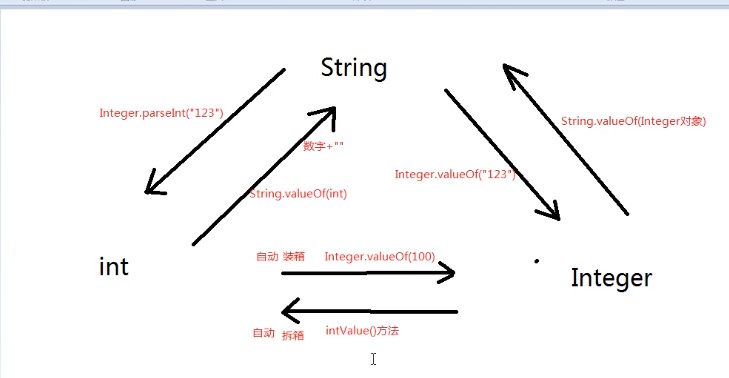 String
Integer.parseInt("123")
String.valueOf(Integer对象)
数字+""
Integer.valueOf("123")
String.valueOf(int)
自动 装箱 Integer.valueOf(100)
int
Integer
自动 拆箱 intValue()方法